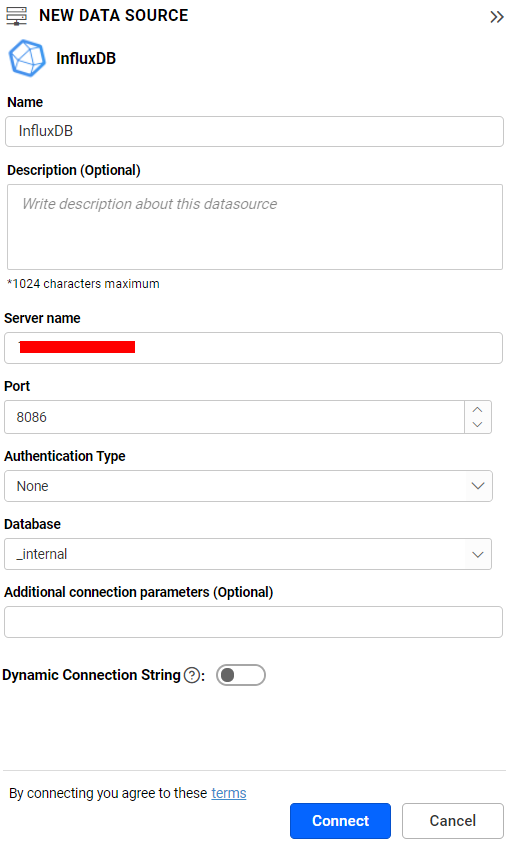 NEW DATA SOURCE
InfluxDB
Name
InfluxDB
Description (Optional)
Write description about this datasource
*1024 characters maximum
Server name
Port
8086
Authentication Type
None
Database
_internal
Additional connection parameters (Optional)
Dynamic Connection String ? :
By connecting you agree to these terms
Connect Cancel